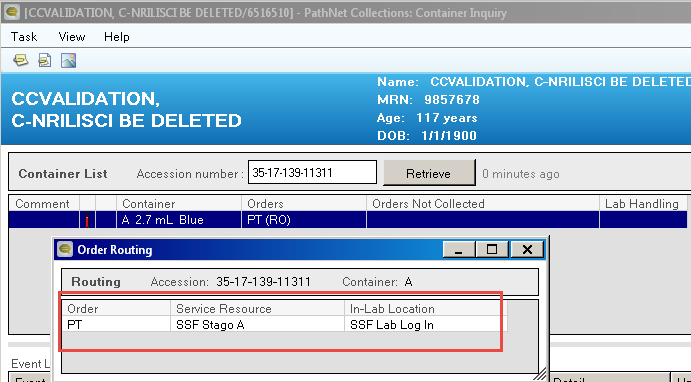 [CCVALIDATION, C-NRILISCI BE DELETED/6516510] - PathNet Collections: Container Inquiry
Task View Help
CCVALIDATION,
C-NRILISCI BE DELETED
Name: CCVALIDATION, C-NRILISCI BE DELETED
MRN: 9857678
Age: 117 years
DOB: 1/1/1900
Container List Accession number: 35-17-139-11311 Retrieve 0 minutes ago
Comment Container Orders Orders Not Collected Lab Handling
A 2.7 mL Blue PT (RO)
Order Routing
Routing Accession: 35-17-139-11311 Container: A
Order Service Resource In-Lab Location
PT SSF Stago A SSF Lab Log In
Event L
Event Detail